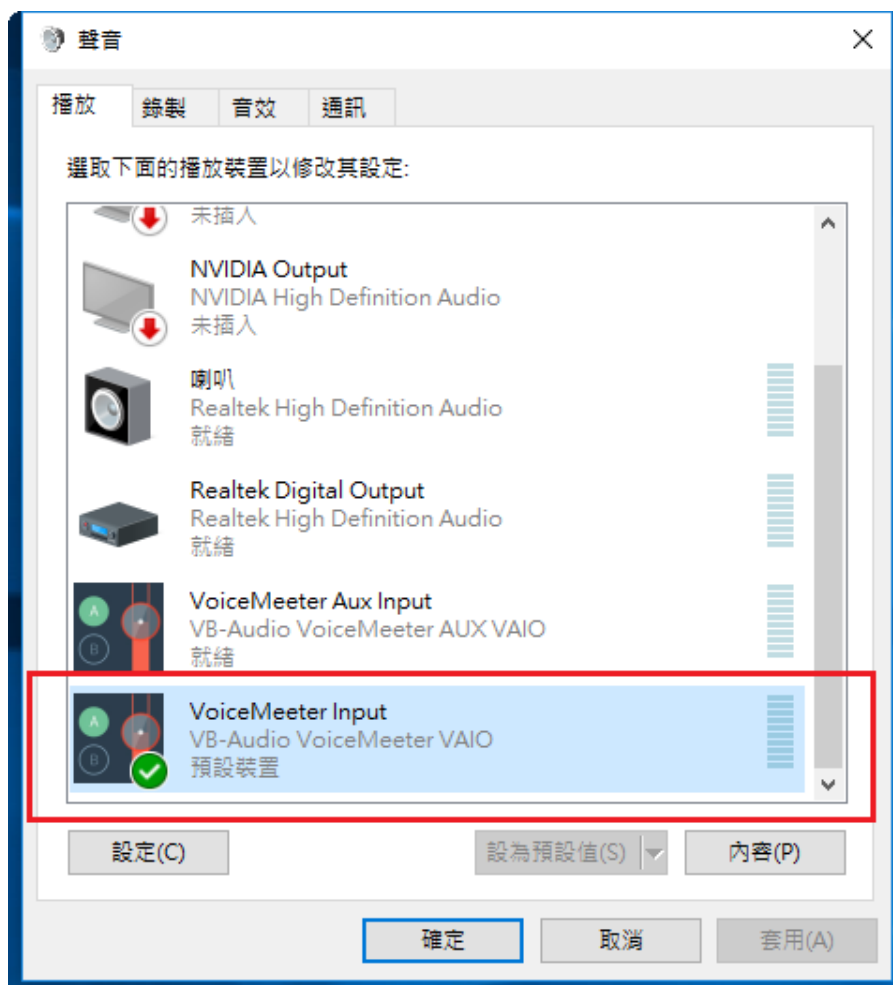 聲音
播放
錄製
音效
通訊
選取下面的播放裝置以修改其設定:
未插入
NVIDIA Output
NVIDIA High Definition Audio
未插入
喇叭
Realtek High Definition Audio
就緒
Realtek Digital Output
Realtek High Definition Audio
就緒
VoiceMeeter Aux Input
VB-Audio VoiceMeeter AUX VAIO
就緒
VoiceMeeter Input
VB-Audio VoiceMeeter VAIO
預設裝置
A
B
A
B
設定(C)
設為預設值(S)
內容(P)
確定
取消
套用(A)